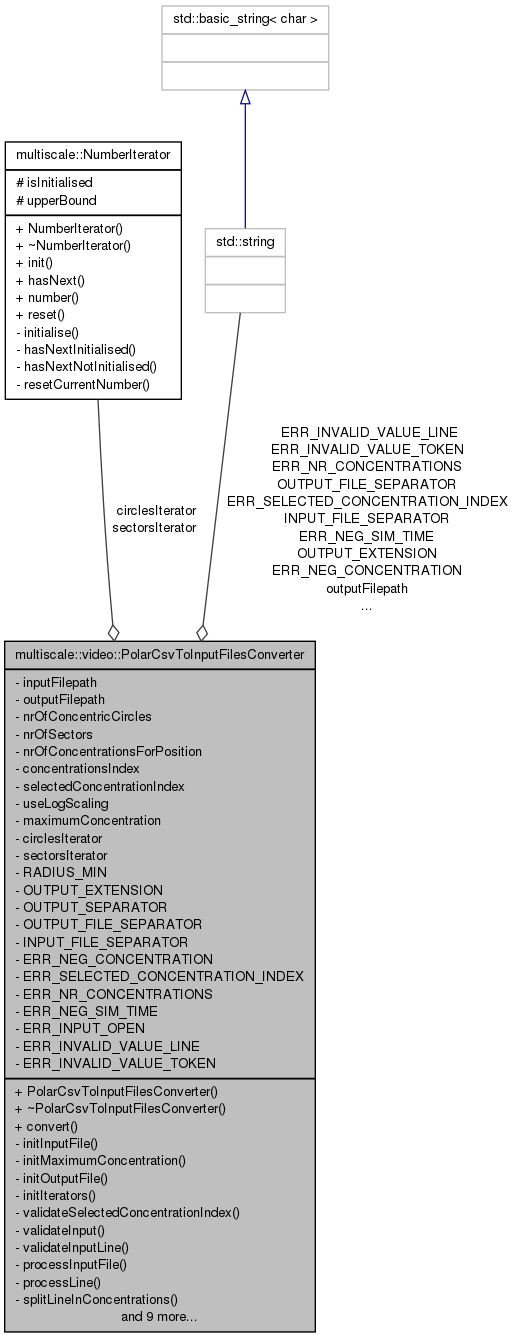 std::basic_string< char >
multiscale::NumberIterator
# isInitialised
# upperBound
+ NumberIterator()
+ ~NumberIterator()
+ init()
+ hasNext()
+ number()
+ reset()
- initialise()
- hasNextInitialised()
- hasNextNotInitialised()
- resetCurrentNumber()
std::string
circlesIterator
sectorsIterator
ERR_INVALID_VALUE_LINE
ERR_INVALID_VALUE_TOKEN
ERR_NR_CONCENTRATIONS
OUTPUT_FILE_SEPARATOR
ERR_SELECTED_CONCENTRATION_INDEX
INPUT_FILE_SEPARATOR
ERR_NEG_SIM_TIME
OUTPUT_EXTENSION
ERR_NEG_CONCENTRATION
outputFilepath
...
multiscale::video::PolarCsvToInputFilesConverter
- inputFilepath
- outputFilepath
- nrOfConcentricCircles
- nrOfSectors
- nrOfConcentrationsForPosition
- concentrationsIndex
- selectedConcentrationIndex
- useLogScaling
- maximumConcentration
- circlesIterator
- sectorsIterator
- RADIUS_MIN
- OUTPUT_EXTENSION
- OUTPUT_SEPARATOR
- OUTPUT_FILE_SEPARATOR
- INPUT_FILE_SEPARATOR
- ERR_NEG_CONCENTRATION
- ERR_SELECTED_CONCENTRATION_INDEX
- ERR_NR_CONCENTRATIONS
- ERR_NEG_SIM_TIME
- ERR_INPUT_OPEN
- ERR_INVALID_VALUE_LINE
- ERR_INVALID_VALUE_TOKEN
+ PolarCsvToInputFilesConverter()
+ ~PolarCsvToInputFilesConverter()
+ convert()
- initInputFile()
- initMaximumConcentration()
- initOutputFile()
- initIterators()
- validateSelectedConcentrationIndex()
- validateInput()
- validateInputLine()
- processInputFile()
- processLine()
- splitLineInConcentrations()
and 9 more...